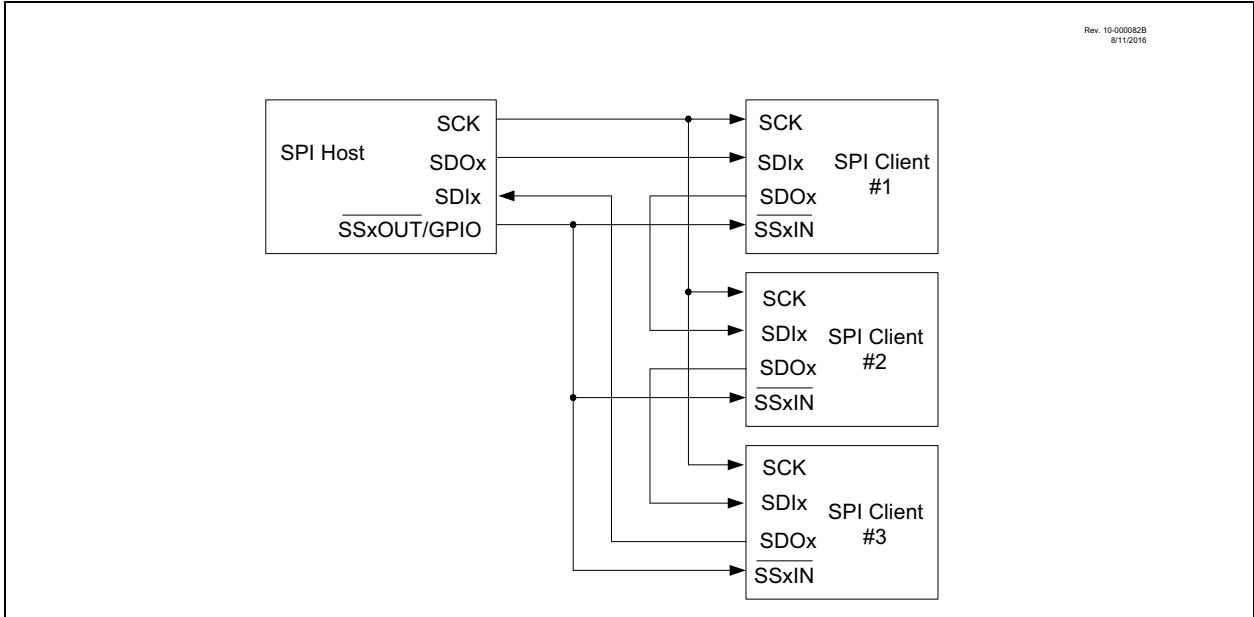 Rev. 10-000082B
8/11/2016
SPI Host
SCK
SDOx
SDIx
SSxOUT/GPIO
SCK
SDIx
SDOx
SSxIN
SPI Client
#1
SCK
SDIx
SDOx
SSxIN
SPI Client
#2
SCK
SDIx
SDOx
SSxIN
SPI Client
#3